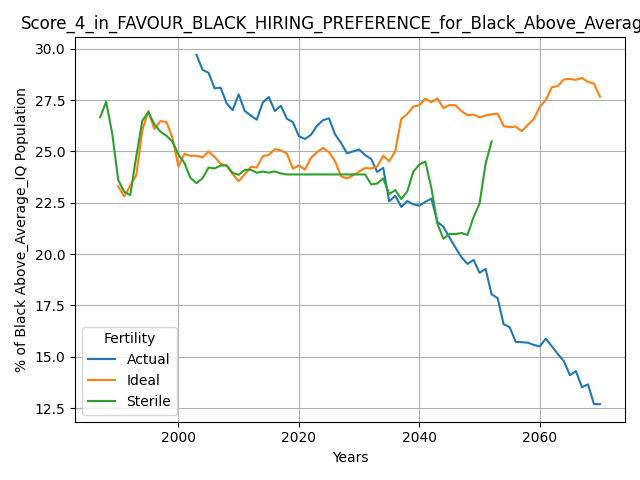 Score_4_in_FAVOUR_BLACK_HIRING_PREFERENCE_for_Black_Above_Average
% of Black Above_Average_IQ Population
30.0
27.5
25.0
22.5
20.0
17.5
15.0
12.5
Fertility
Actual
Ideal
Sterile
2000 2020 2040 2060
Years